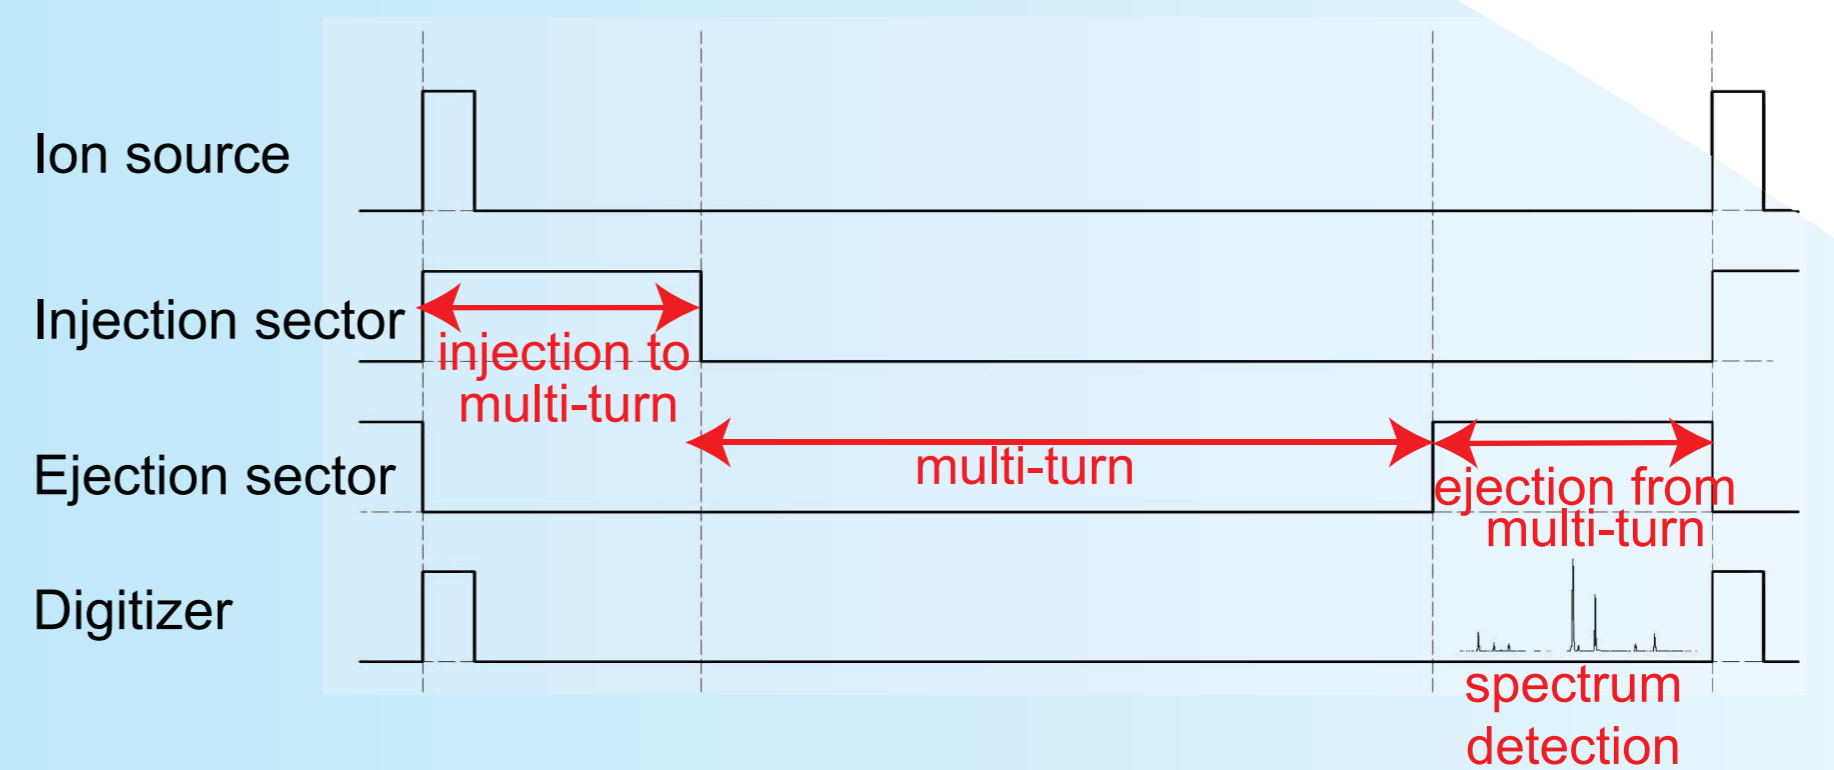 Ion source
Injection sector
injection to
multi-turn
Ejection sector
multi-turn
ejection from
multi-turn
Digitizer
spectrum
detection